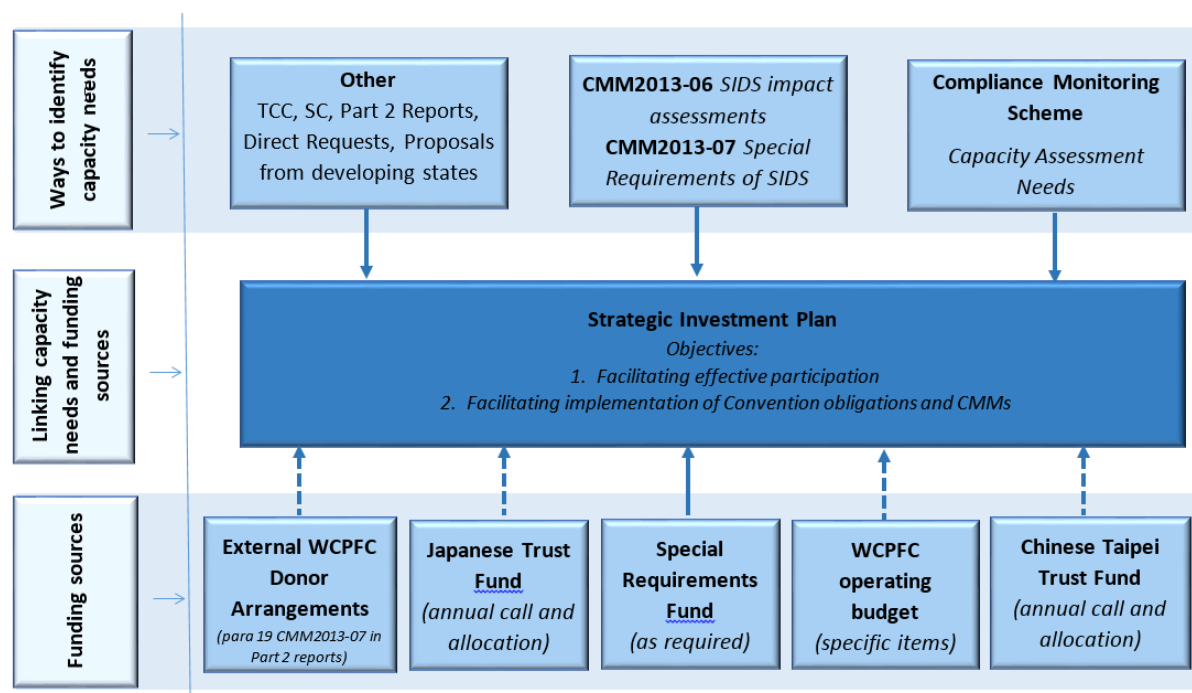 Ways to identify
capacity needs
Other
TCC, SC, Part 2 Reports,
Direct Requests, Proposals
from developing states
CMM2013-06 SIDS impact
assessments
CMM2013-07 Special
Requirements of SIDS
Compliance Monitoring
Scheme
Capacity Assessment
Needs
Linking capacity
needs and funding
sources
Strategic Investment Plan
Objectives:
1. Facilitating effective participation
2. Facilitating implementation of Convention obligations and CMMs
Funding sources
External WCPFC
Donor
Arrangements
(para 19 CMM2013-07 in
Part 2 reports)
Japanese Trust
Fund
(annual call and
allocation)
Special
Requirements
Fund
(as required)
WCPFC
operating
budget
(specific items)
Chinese Taipei
Trust Fund
(annual call and
allocation)